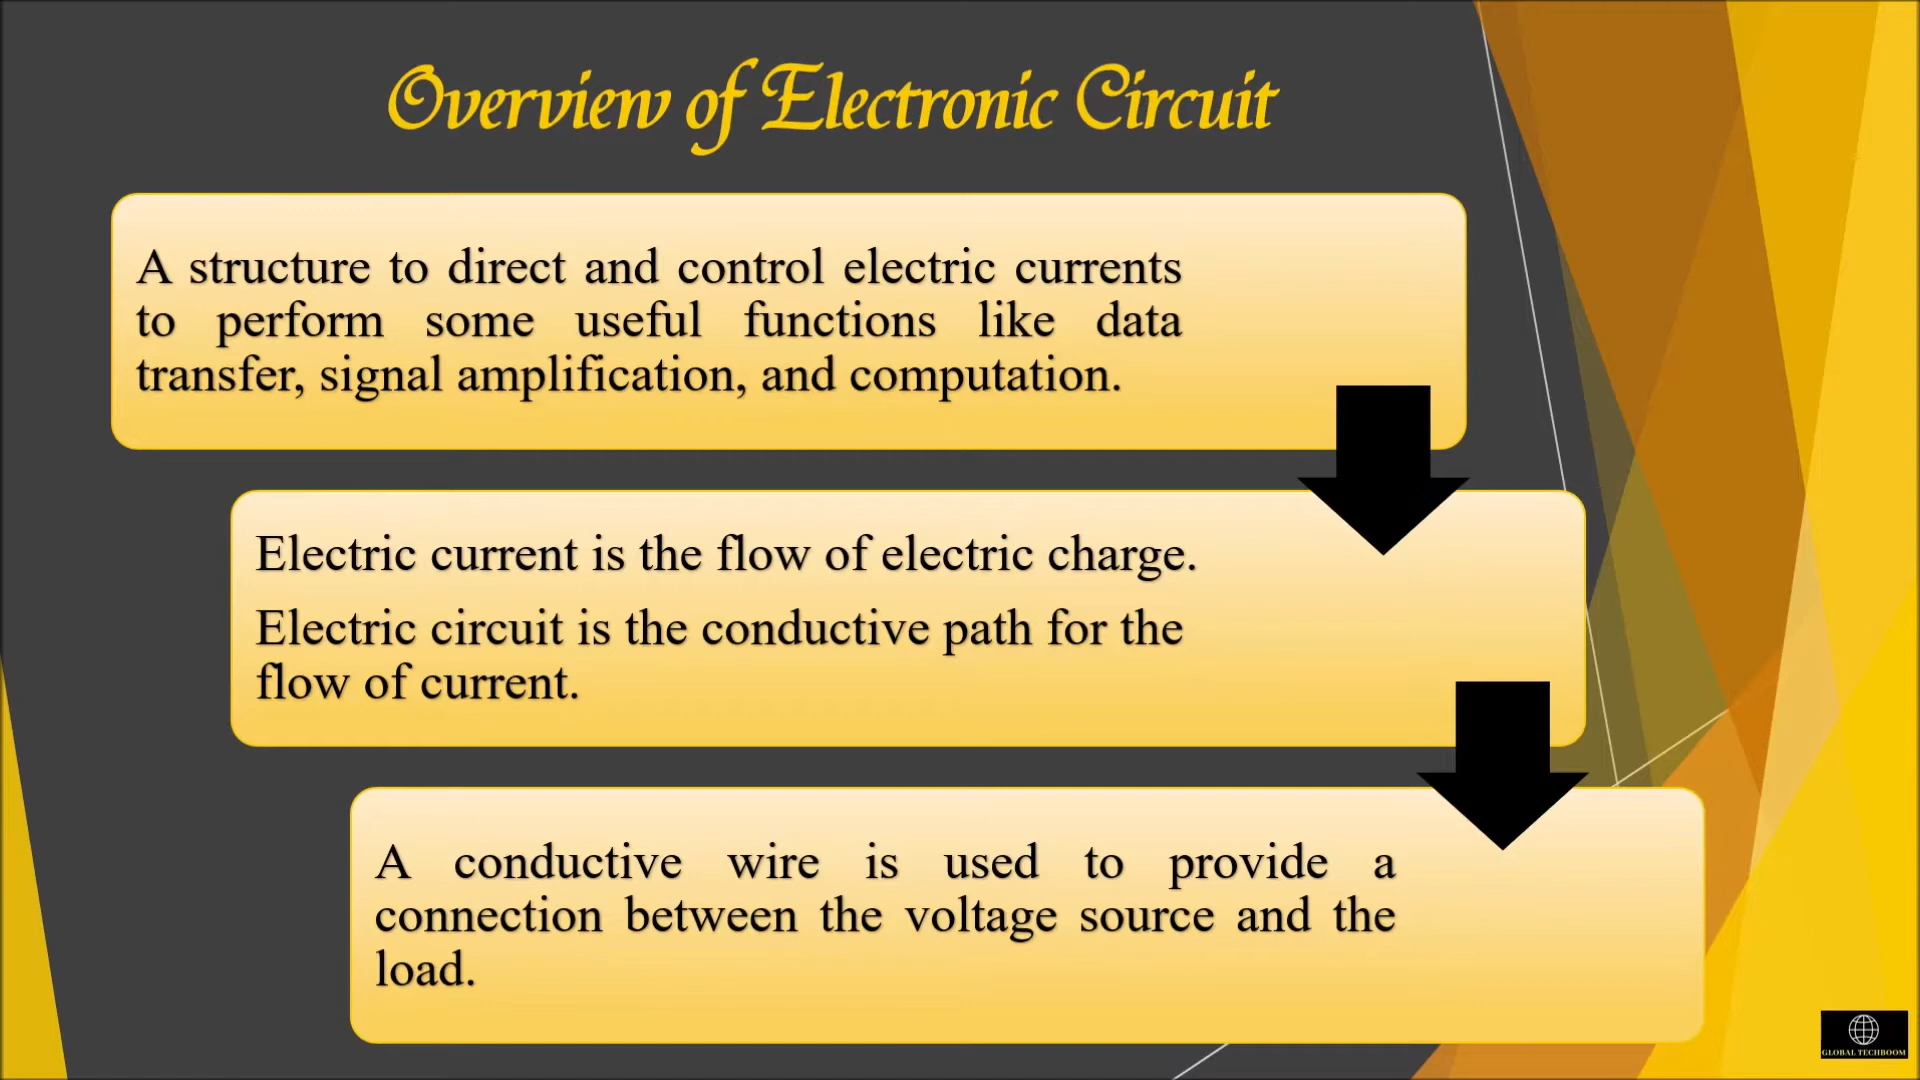 Overview of Electronic Circuit
A structure to direct and control electric currents
to perform some useful functions like data
transfer, signal amplification, and computation.
Electric current is the flow of electric charge.
Electric circuit is the conductive path for the
flow of current.
A conductive wire is used to provide a
connection between the voltage source and the
load.
GLOBAL TECHBOOM